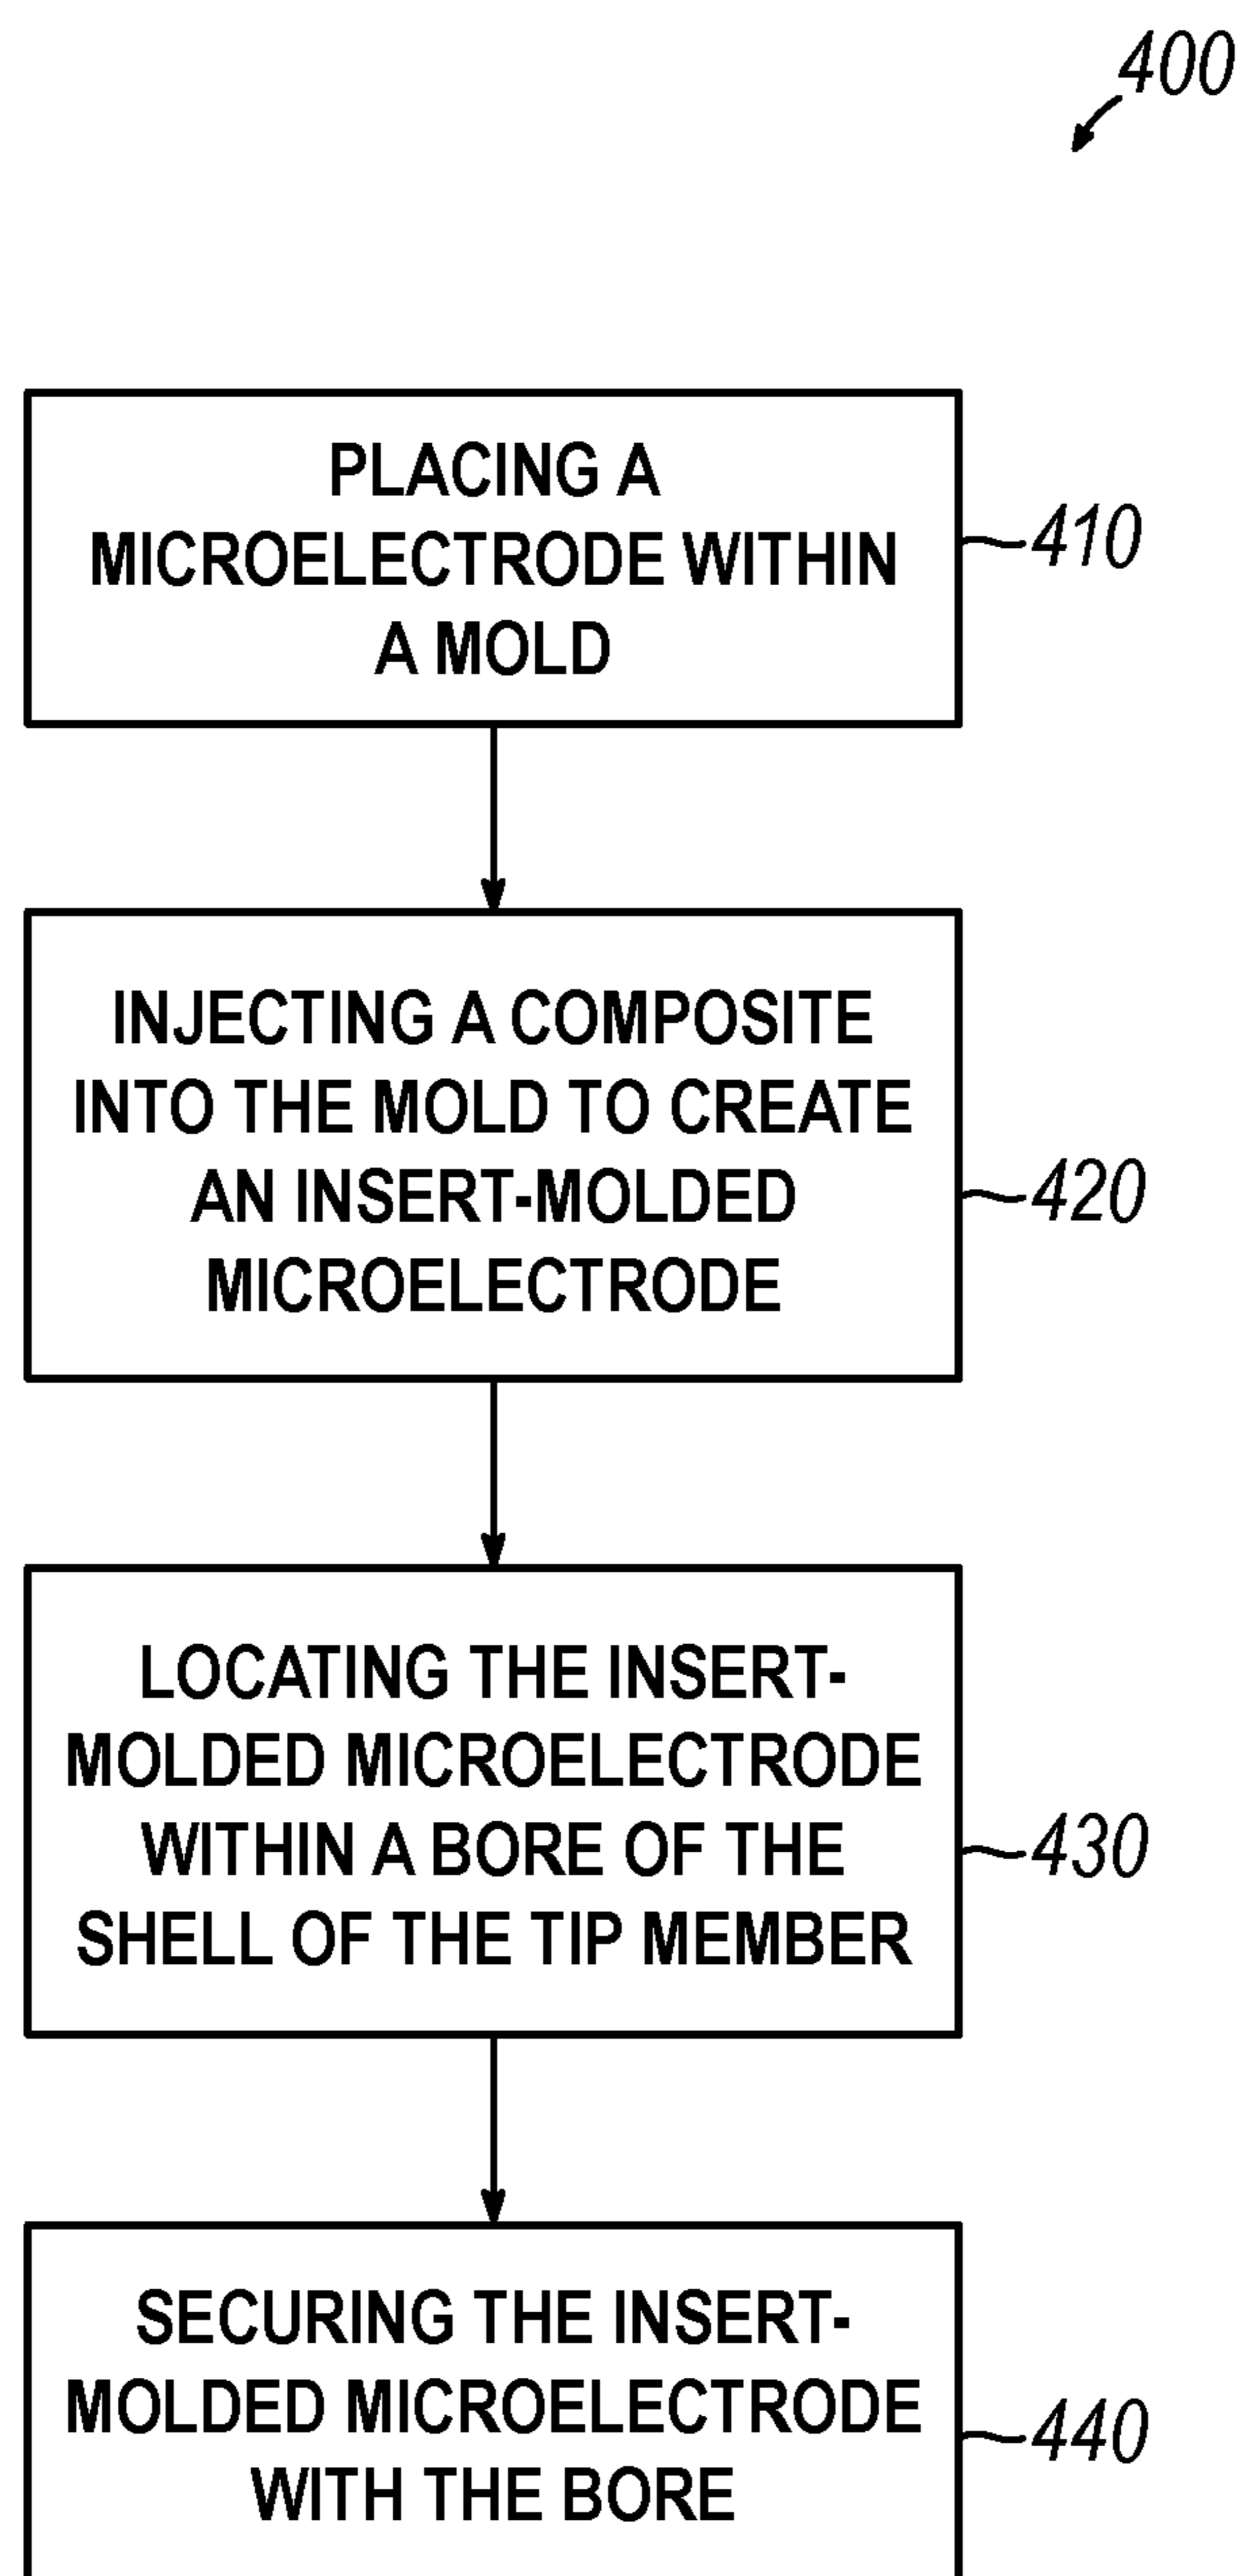 400
PLACING A
MICROELECTRODE WITHIN
A MOLD
410
INJECTING A COMPOSITE
INTO THE MOLD TO CREATE
AN INSERT-MOLDED
MICROELECTRODE
420
LOCATING THE INSERT-
MOLDED MICROELECTRODE
WITHIN A BORE OF THE
SHELL OF THE TIP MEMBER
430
SECURING THE INSERT-
MOLDED MICROELECTRODE
WITH THE BORE
440